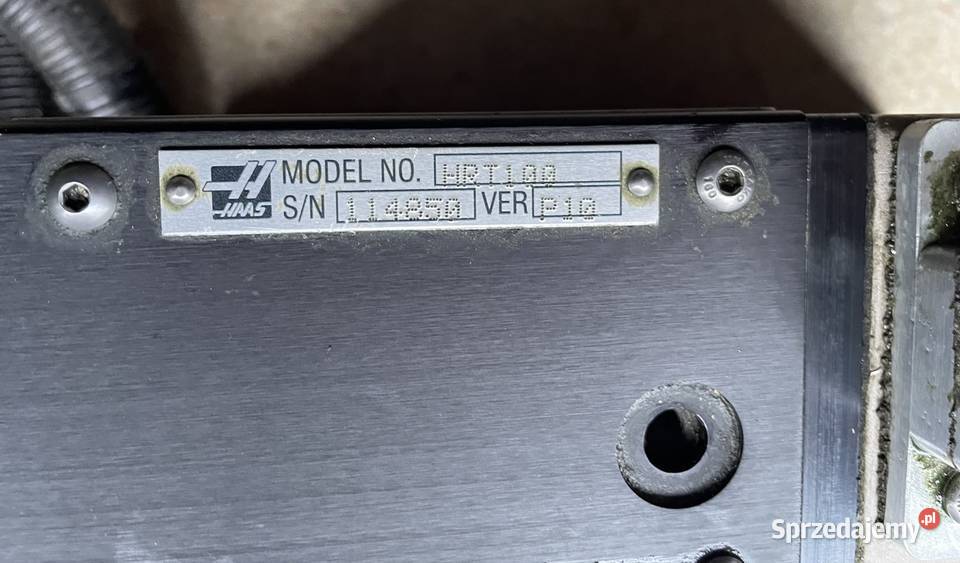 HAAS
MODEL NO. HRT100
S/N 114850 VER P10
Sprzedajemy.pl